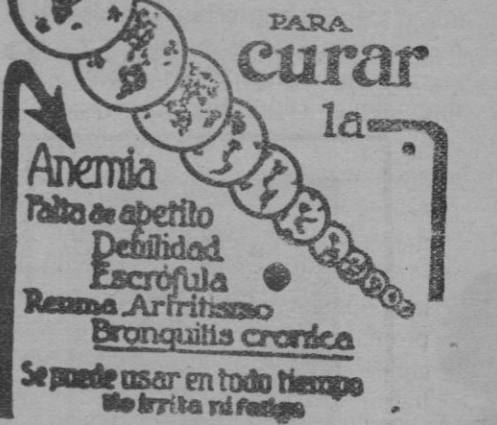 PARA
curar
la
Anemia
Falta de apetito
Debilidad
Escrófula
Reuma Artritismo
Bronquitis cronica
Se puede usar en todo tiempo
No irrita ni fatiga